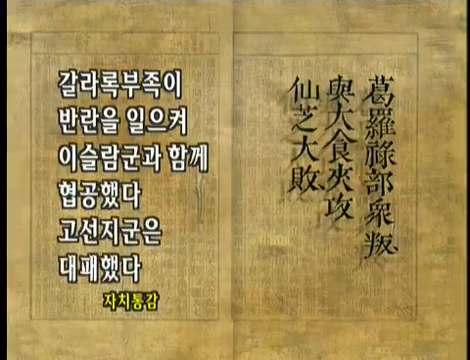 갈라록부족이
반란을 일으켜
이슬람군과 함께
협공했다
고선지군은
대패했다
자치통감
葛羅祿部衆叛
與大食夾攻
仙芝大敗